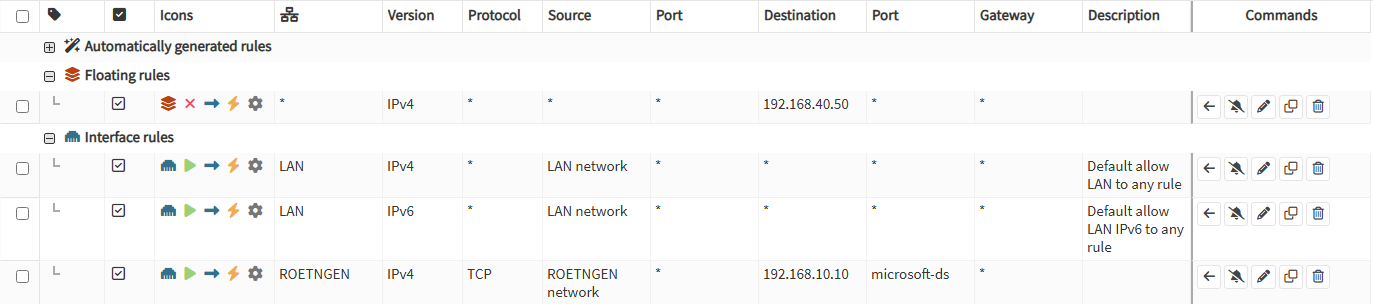 Icons Version Protocol Source Port Destination Port Gateway Description Commands
Automatically generated rules
Floating rules
* IPv4 * * * 192.168.40.50 * *
Interface rules
LAN IPv4 * LAN network * * * * Default allow
LAN to any rule
LAN IPv6 * LAN network * * * * Default allow
LAN IPv6 to any
rule
ROETNGEN IPv4 TCP ROETNGEN * 192.168.10.10 microsoft-ds *
network